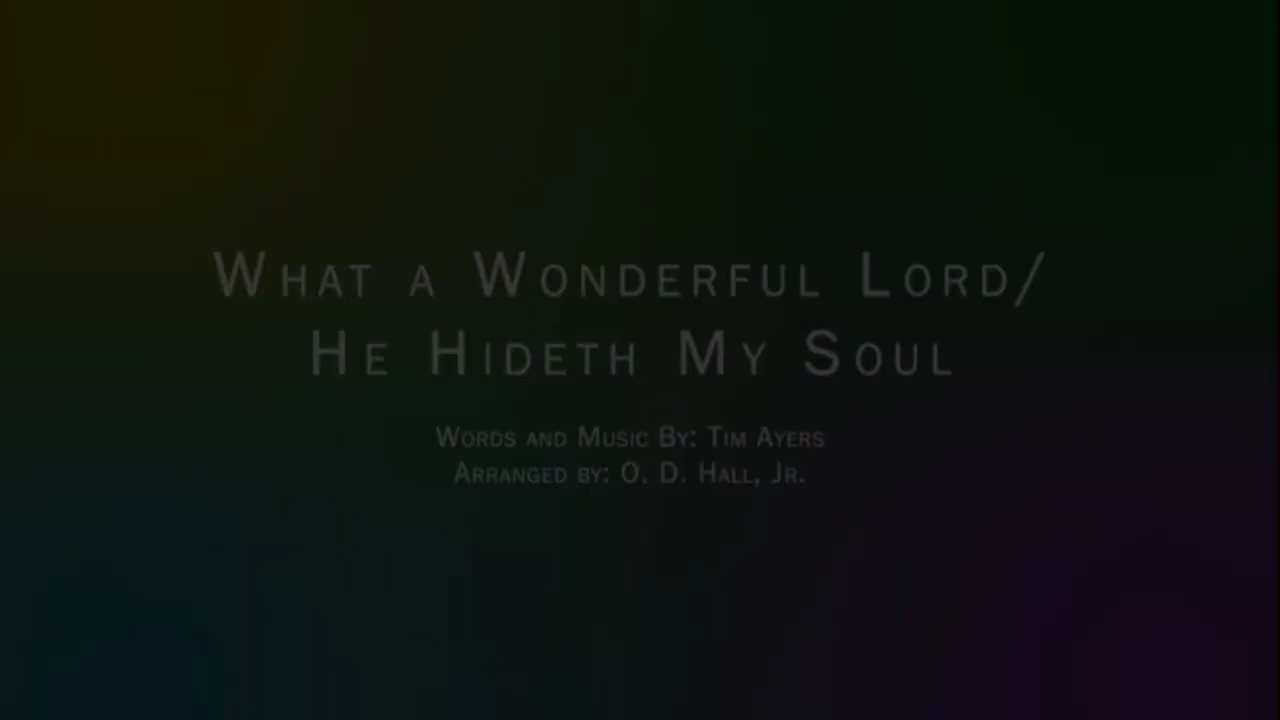 What a Wonderful Lord/
He Hideth My Soul
Words and Music By: Tim Ayers
Arranged by: O. D. Hall, Jr.